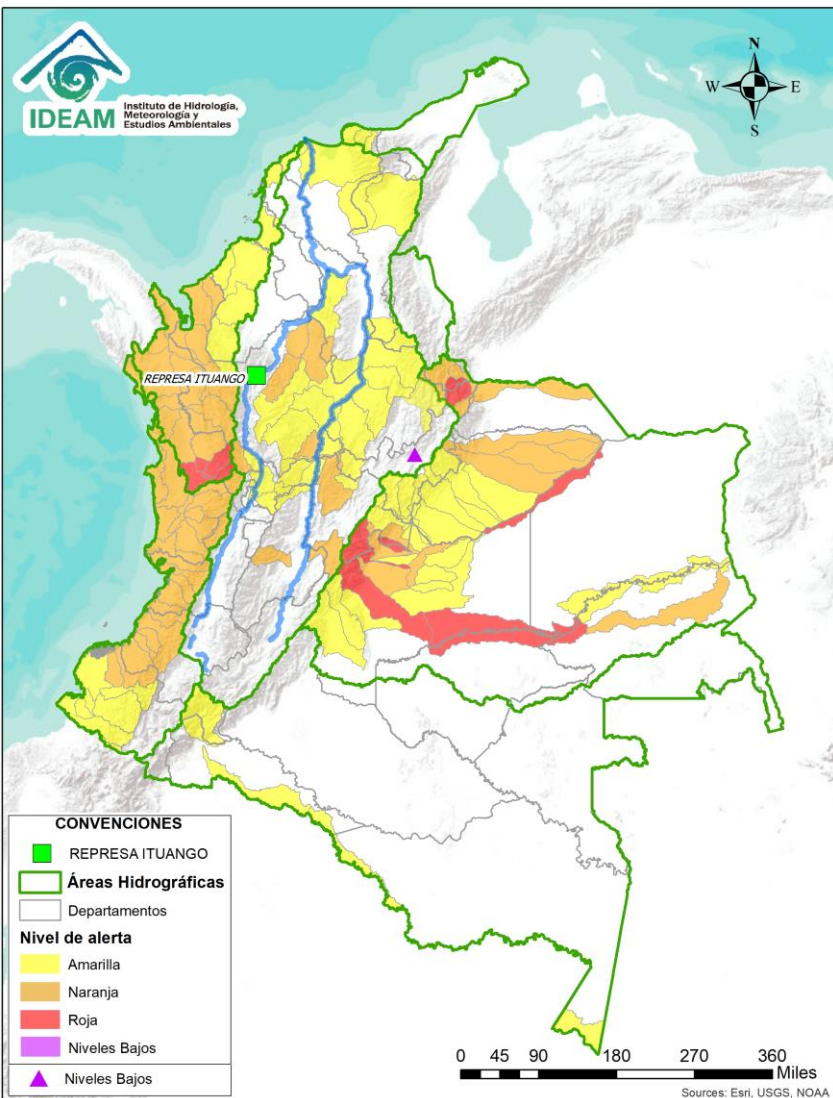 IDEAM
Instituto de Hidrología,
Meteorología y
Estudios Ambientales
N
W
E
S
REPRESA ITUANGO
CONVENCIONES
REPRESA ITUANGO
Áreas Hidrográficas
Departamentos
Nivel de alerta
Amarilla
Naranja
Roja
Niveles Bajos
Niveles Bajos
0 45 90 180 270 360
Miles
Sources: Esri, USGS, NOAA